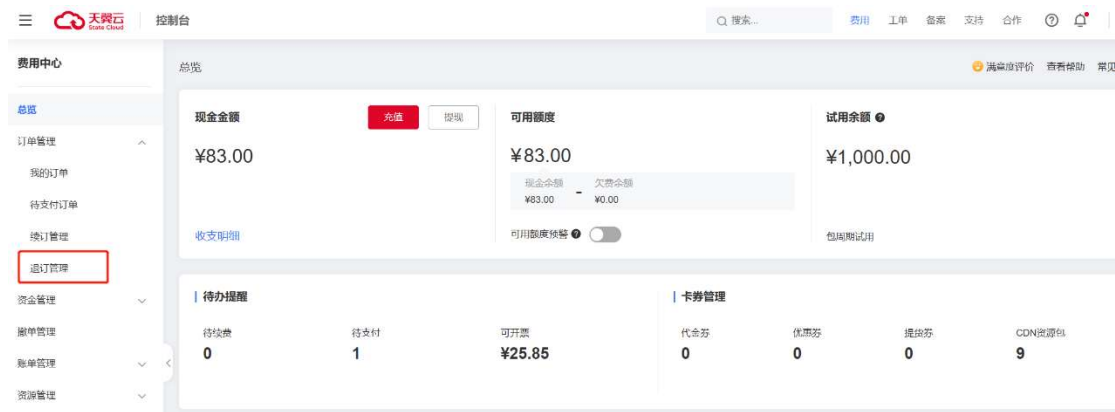 天翼云 控制台 搜索... 费用 工单 备案 支持 合作
State Cloud
费用中心
总览 满意度评价 查看帮助 常见
总览
订单管理
我的订单
待支付订单
续订管理
退订管理
资金管理
撤单管理
账单管理
资源管理
现金金额 充值 提现
¥83.00
收支明细
可用额度
¥83.00
现金余额 - 欠费余额
¥83.00 ¥0.00
可用额度预警
试用余额
¥1,000.00
包周期试用
待办提醒
待续费 待支付 可开票
0 1 ¥25.85
卡券管理
代金券 优惠券 提货券 CDN资源包
0 0 0 9